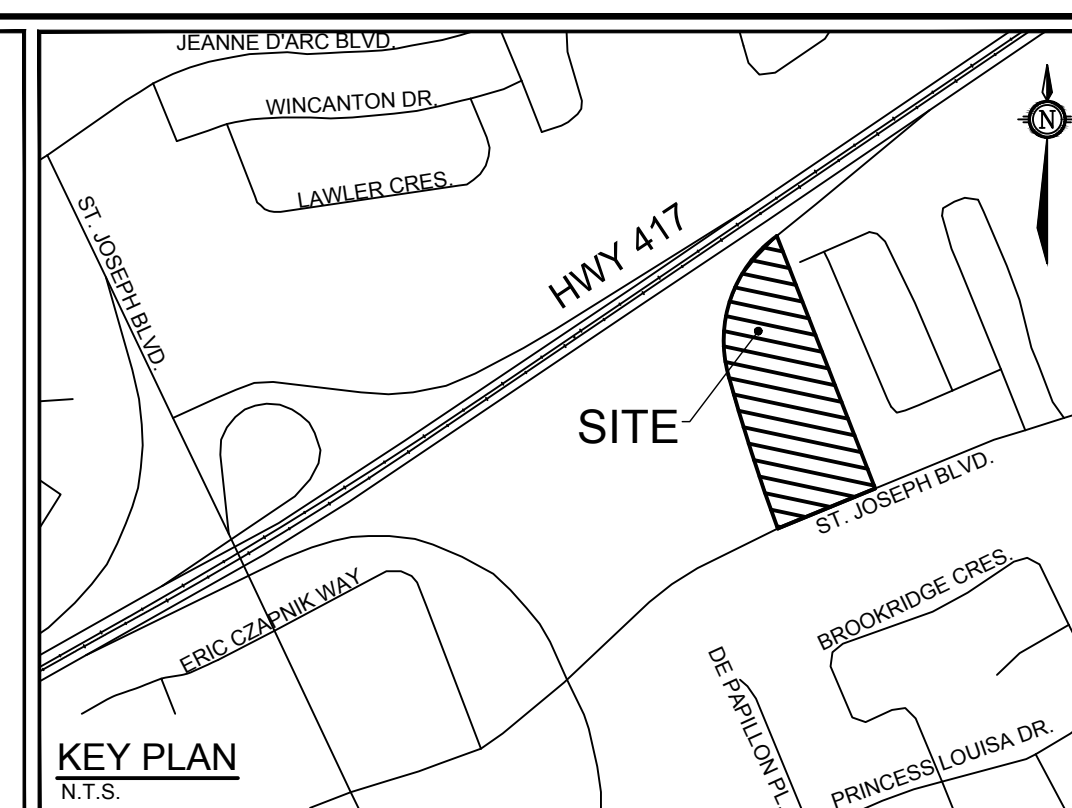 JEANNE D'ARC BLVD.
WINCANTON DR.
N
LAWLER CRES.
ST. JOSEPH BLVD.
HWY 417
SITE
ST. JOSEPH BLVD.
ERIC CZAPNIK WAY
BROOKRIDGE CRES.
DE PAPILLON PL.
PRINCESS LOUISA DR.
KEY PLAN
N.T.S.